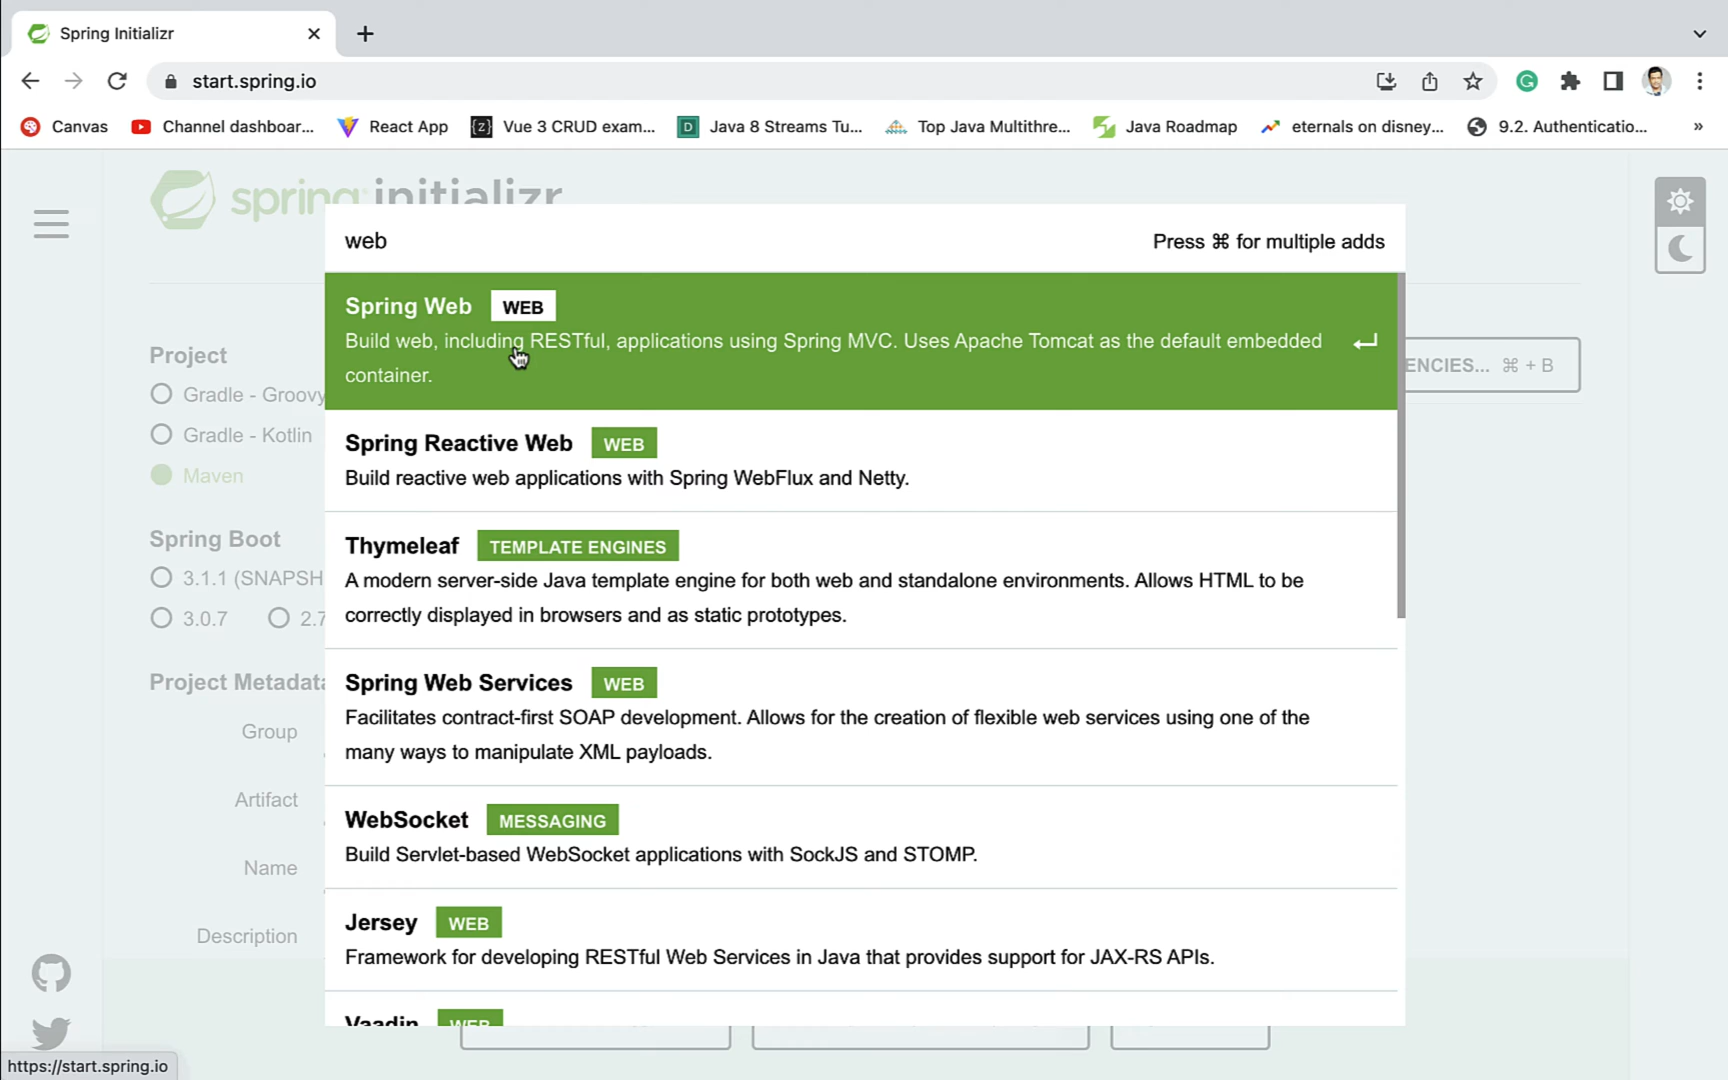 Spring Initializr
start.spring.io
Canvas
Channel dashboar...
React App
Vue 3 CRUD exam...
Java 8 Streams Tu...
Top Java Multithre...
Java Roadmap
eternals on disney...
9.2. Authenticatio...
»
spring initializr
web
Press ⌘ for multiple adds
Spring Web WEB
Build web, including RESTful, applications using Spring MVC. Uses Apache Tomcat as the default embedded
container.
ENCIES... ⌘ + B
Project
Gradle - Groovy
Gradle - Kotlin
Maven
Spring Reactive Web WEB
Build reactive web applications with Spring WebFlux and Netty.
Spring Boot
3.1.1 (SNAPSH
3.0.7 2.7
Thymeleaf TEMPLATE ENGINES
A modern server-side Java template engine for both web and standalone environments. Allows HTML to be
correctly displayed in browsers and as static prototypes.
Project Metadata
Group
Artifact
Name
Description
Spring Web Services WEB
Facilitates contract-first SOAP development. Allows for the creation of flexible web services using one of the
many ways to manipulate XML payloads.
WebSocket MESSAGING
Build Servlet-based WebSocket applications with SockJS and STOMP.
Jersey WEB
Framework for developing RESTful Web Services in Java that provides support for JAX-RS APIs.
Vaadin WEB
https://start.spring.io